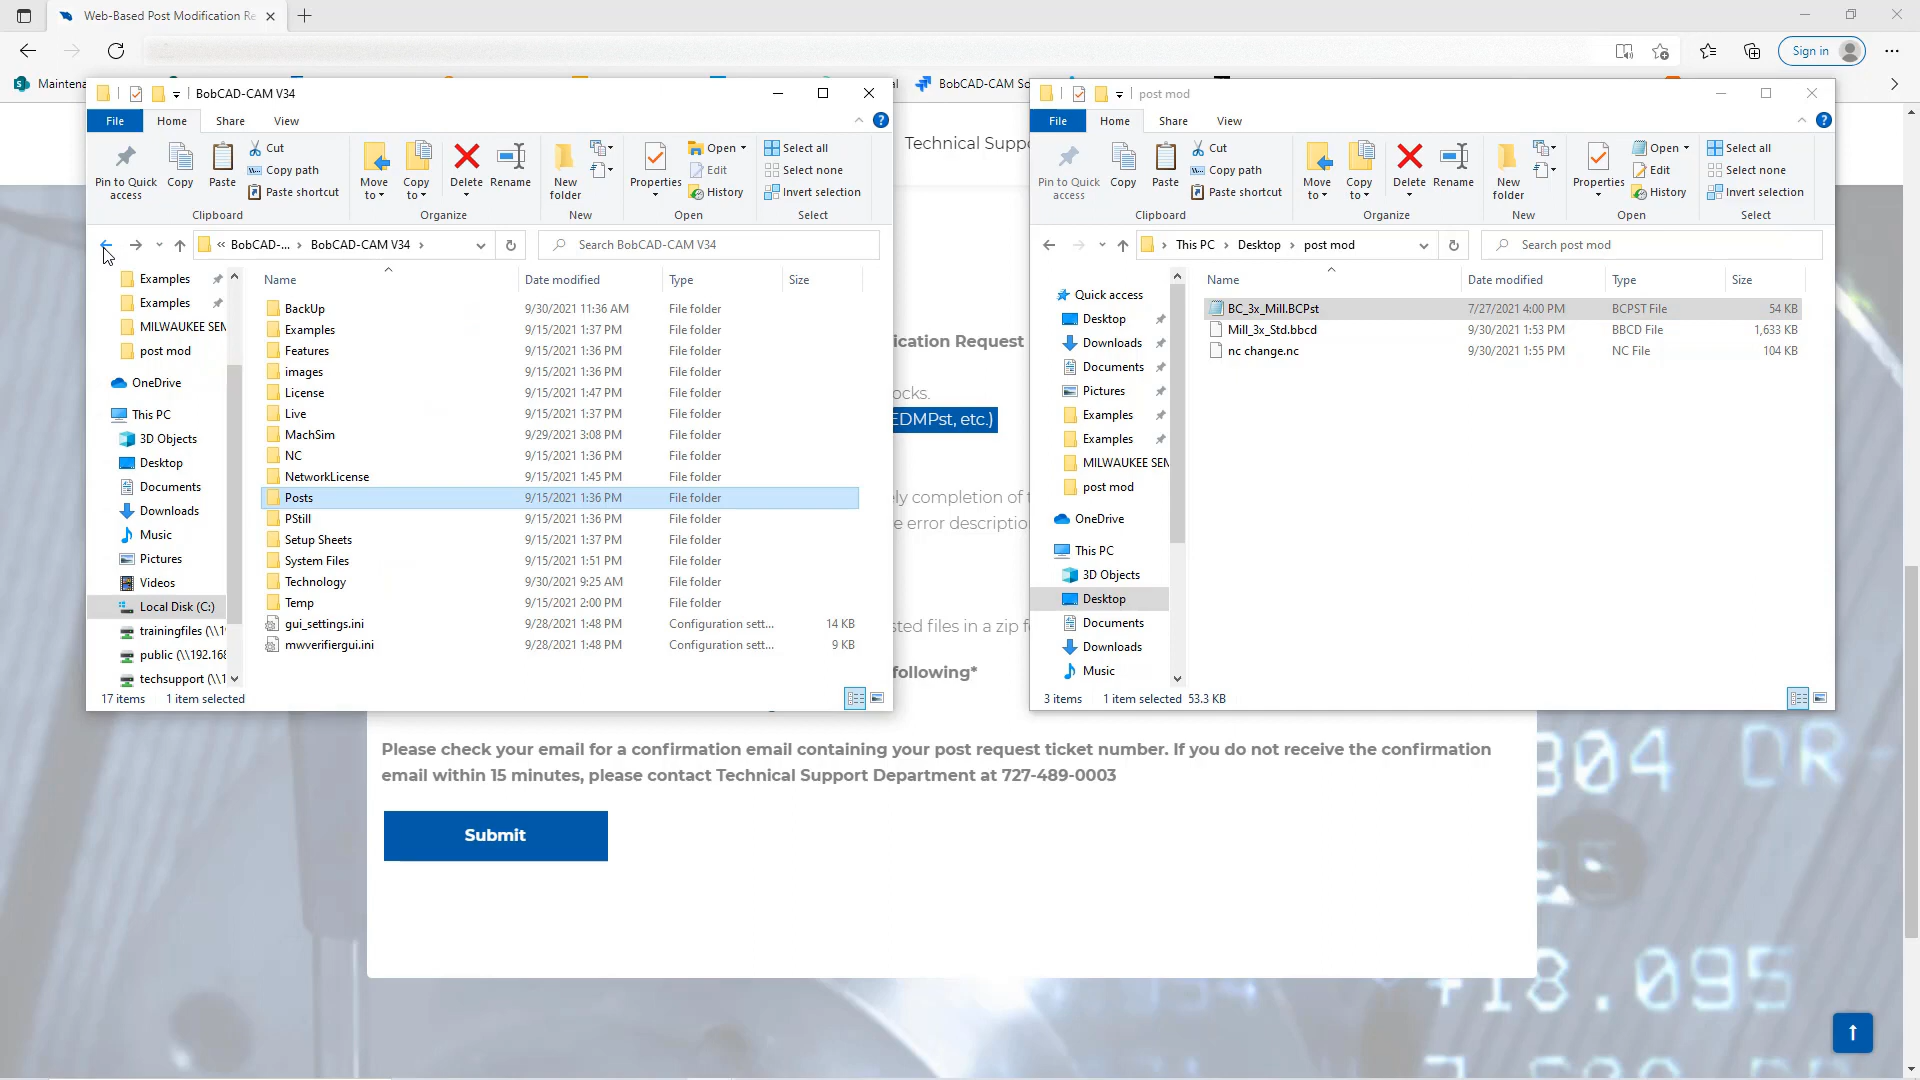 Web-Based Post Modification Re
Sign in
Maintena
BobCAD-CAM So
Technical Suppo
BobCAD-CAM V34
File Home Share View
Pin to Quick access
Copy
Paste
Cut
Copy path
Paste shortcut
Clipboard
Move to
Copy to
Delete
Rename
Organize
New folder
New
Properties
Open
Edit
History
Open
Select all
Select none
Invert selection
Select
« BobCAD-... › BobCAD-CAM V34 ›
Search BobCAD-CAM V34
Examples
Examples
MILWAUKEE SEM
post mod
OneDrive
This PC
3D Objects
Desktop
Documents
Downloads
Music
Pictures
Videos
Local Disk (C:)
trainingfiles (\\19
public (\\192.168
techsupport (\\1
Name Date modified Type Size
BackUp 9/30/2021 11:36 AM File folder
Examples 9/15/2021 1:37 PM File folder
Features 9/15/2021 1:36 PM File folder
images 9/15/2021 1:36 PM File folder
License 9/15/2021 1:47 PM File folder
Live 9/15/2021 1:37 PM File folder
MachSim 9/29/2021 3:08 PM File folder
NC 9/15/2021 1:36 PM File folder
NetworkLicense 9/15/2021 1:45 PM File folder
Posts 9/15/2021 1:36 PM File folder
PStill 9/15/2021 1:36 PM File folder
Setup Sheets 9/15/2021 1:37 PM File folder
System Files 9/15/2021 1:51 PM File folder
Technology 9/30/2021 9:25 AM File folder
Temp 9/15/2021 2:00 PM File folder
gui_settings.ini 9/28/2021 1:48 PM Configuration sett... 14 KB
mwverifiergui.ini 9/28/2021 1:48 PM Configuration sett... 9 KB
17 items 1 item selected
ication Request
ocks.
EDMPst, etc.)
ely completion of t
e error descriptio
sted files in a zip f
following*
post mod
File Home Share View
Pin to Quick access
Copy
Paste
Cut
Copy path
Paste shortcut
Clipboard
Move to
Copy to
Delete
Rename
Organize
New folder
New
Properties
Open
Edit
History
Open
Select all
Select none
Invert selection
Select
› This PC › Desktop › post mod
Search post mod
Quick access
Desktop
Downloads
Documents
Pictures
Examples
Examples
MILWAUKEE SEM
post mod
OneDrive
This PC
3D Objects
Desktop
Documents
Downloads
Music
Name Date modified Type Size
BC_3x_Mill.BCPst 7/27/2021 4:00 PM BCPST File 54 KB
Mill_3x_Std.bbcd 9/30/2021 1:53 PM BBCD File 1,633 KB
nc change.nc 9/30/2021 1:55 PM NC File 104 KB
3 items 1 item selected 53.3 KB
Please check your email for a confirmation email containing your post request ticket number. If you do not receive the confirmation
email within 15 minutes, please contact Technical Support Department at 727-489-0003
Submit
304 DR-
+18.095